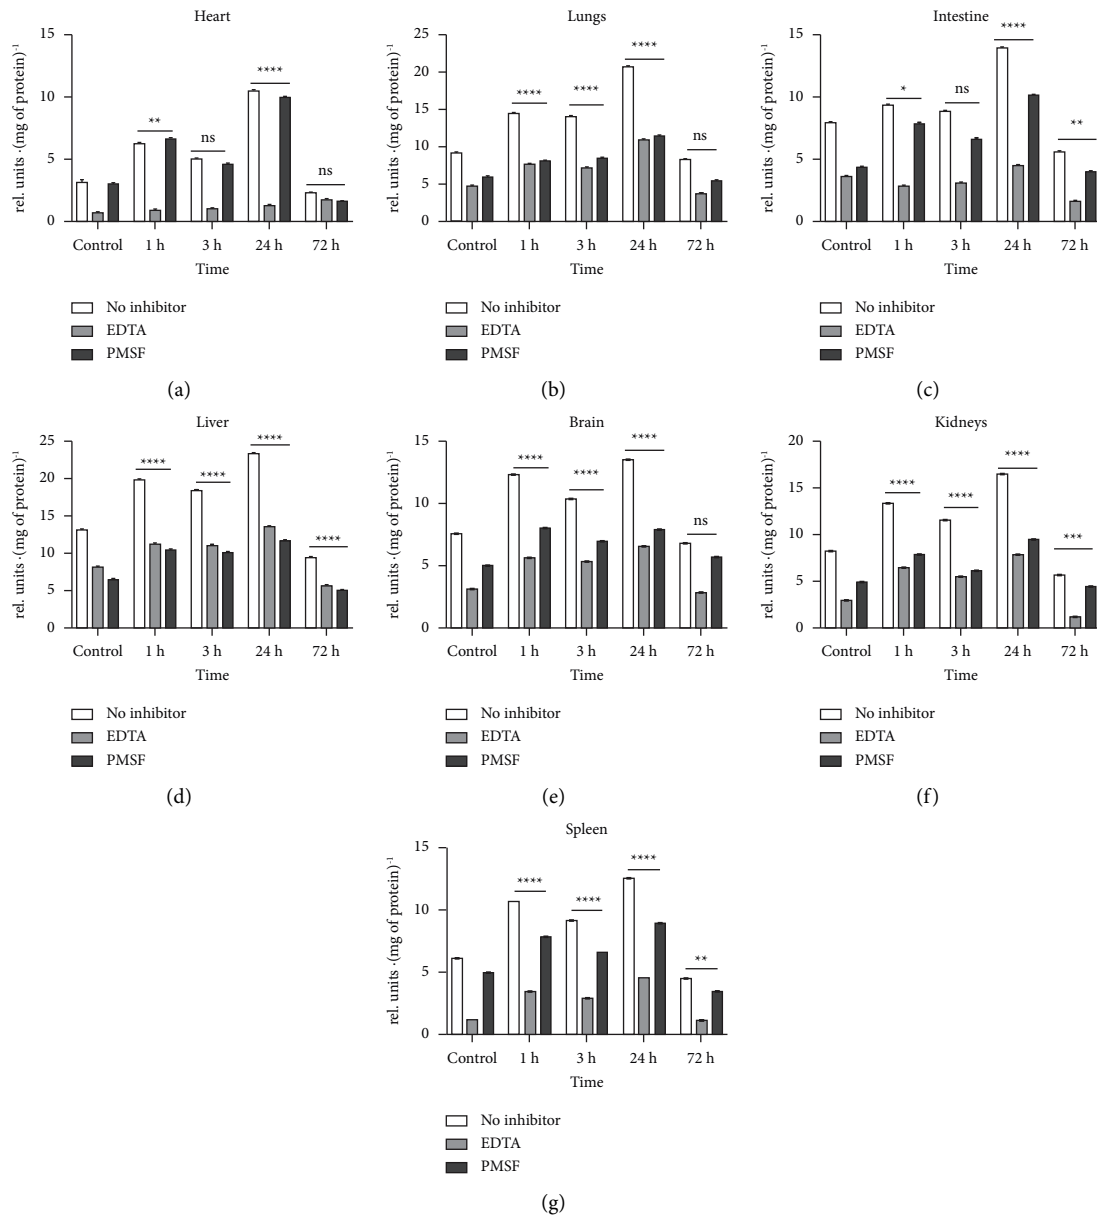 Heart
rel. units ·(mg of protein)⁻¹
15
10
5
0
**
ns
****
ns
Control 1 h 3 h 24 h 72 h
Time
No inhibitor
EDTA
PMSF
(a)
Lungs
rel. units ·(mg of protein)⁻¹
25
20
15
10
5
0
****
****
****
ns
Control 1 h 3 h 24 h 72 h
Time
No inhibitor
EDTA
PMSF
(b)
Intestine
rel. units ·(mg of protein)⁻¹
15
10
5
0
*
ns
****
**
Control 1 h 3 h 24 h 72 h
Time
No inhibitor
EDTA
PMSF
(c)
Liver
rel. units ·(mg of protein)⁻¹
25
20
15
10
5
0
****
****
****
****
Control 1 h 3 h 24 h 72 h
Time
No inhibitor
EDTA
PMSF
(d)
Brain
rel. units ·(mg of protein)⁻¹
15
10
5
0
****
****
****
ns
Control 1 h 3 h 24 h 72 h
Time
No inhibitor
EDTA
PMSF
(e)
Kidneys
rel. units ·(mg of protein)⁻¹
20
15
10
5
0
****
****
****
***
Control 1 h 3 h 24 h 72 h
Time
No inhibitor
EDTA
PMSF
(f)
Spleen
rel. units ·(mg of protein)⁻¹
15
10
5
0
****
****
****
**
Control 1 h 3 h 24 h 72 h
Time
No inhibitor
EDTA
PMSF
(g)